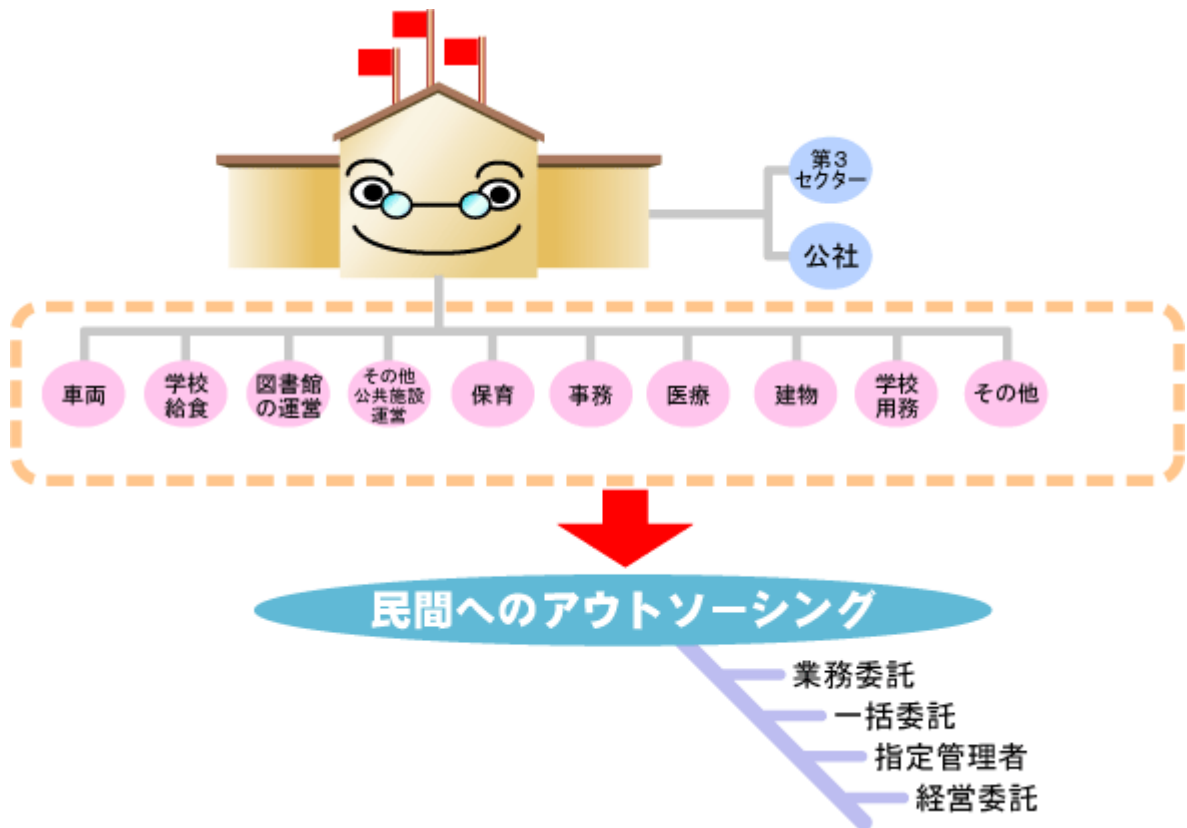 第3
セクター
公社
車両
学校
給食
図書館
の運営
その他
公共施設
運営
保育
事務
医療
建物
学校
用務
その他
民間へのアウトソーシング
業務委託
一括委託
指定管理者
経営委託